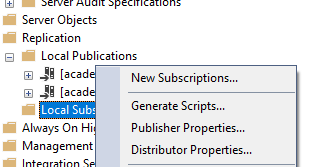 Server Audit Specifications
Server Objects
Replication
Local Publications
[acade
[acade
Local Subs
Always On Hig
Management
Integration Se
New Subscriptions...
Generate Scripts...
Publisher Properties...
Distributor Properties...